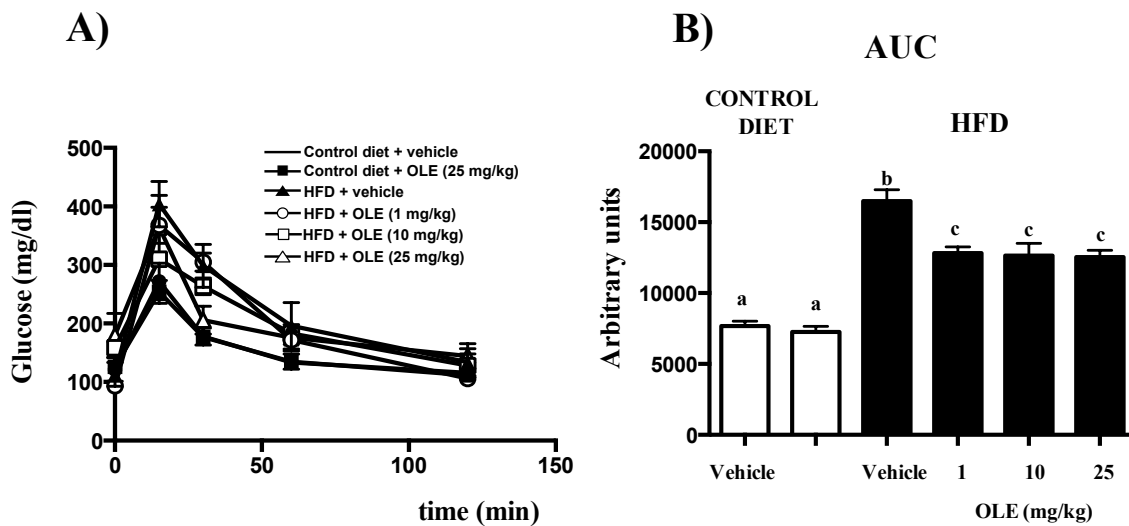 A)
Glucose (mg/dl)
500
400
300
200
100
0
0
50
100
150
time (min)
Control diet + vehicle
Control diet + OLE (25 mg/kg)
HFD + vehicle
HFD + OLE (1 mg/kg)
HFD + OLE (10 mg/kg)
HFD + OLE (25 mg/kg)
B)
AUC
CONTROL
DIET
HFD
Arbitrary units
20000
15000
10000
5000
0
a
a
b
c
c
c
Vehicle
Vehicle
1
10
25
OLE (mg/kg)